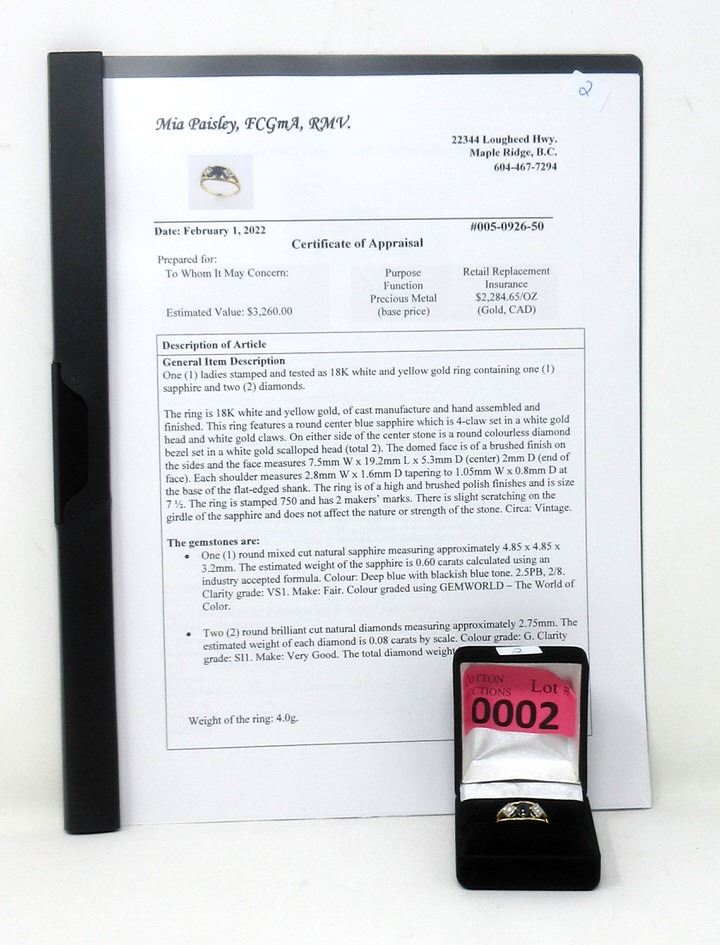 2
Mia Paisley, FCGmA, RMV.
22344 Lougheed Hwy.
Maple Ridge, B.C.
604-467-7294
Date: February 1, 2022
#005-0926-50
Certificate of Appraisal
Prepared for:
To Whom It May Concern:
Estimated Value: $3,260.00
Purpose
Function
Precious Metal
(base price)
Retail Replacement
Insurance
$2,284.65/OZ
(Gold, CAD)
Description of Article
General Item Description
One (1) ladies stamped and tested as 18K white and yellow gold ring containing one (1)
sapphire and two (2) diamonds.
The ring is 18K white and yellow gold, of cast manufacture and hand assembled and
finished. This ring features a round center blue sapphire which is 4-claw set in a white gold
head and white gold claws. On either side of the center stone is a round colourless diamond
bezel set in a white gold scalloped head (total 2). The domed face is of a brushed finish on
the sides and the face measures 7.5mm W x 19.2mm L x 5.3mm D (center) 2mm D (end of
face). Each shoulder measures 2.8mm W x 1.6mm D tapering to 1.05mm W x 0.8mm D at
the base of the flat-edged shank. The ring is of a high and brushed polish finishes and is size
7 ½. The ring is stamped 750 and has 2 makers' marks. There is slight scratching on the
girdle of the sapphire and does not affect the nature or strength of the stone. Circa: Vintage.
The gemstones are:
• One (1) round mixed cut natural sapphire measuring approximately 4.85 x 4.85 x
3.2mm. The estimated weight of the sapphire is 0.60 carats calculated using an
industry accepted formula. Colour: Deep blue with blackish blue tone. 2.5PB, 2/8.
Clarity grade: VS1. Make: Fair. Colour graded using GEMWORLD – The World of
Color.
• Two (2) round brilliant cut natural diamonds measuring approximately 2.75mm. The
estimated weight of each diamond is 0.08 carats by scale. Colour grade: G. Clarity
grade: SI1. Make: Very Good. The total diamond weight
Weight of the ring: 4.0g.
OTTON
CTIONS
Lot #
0002